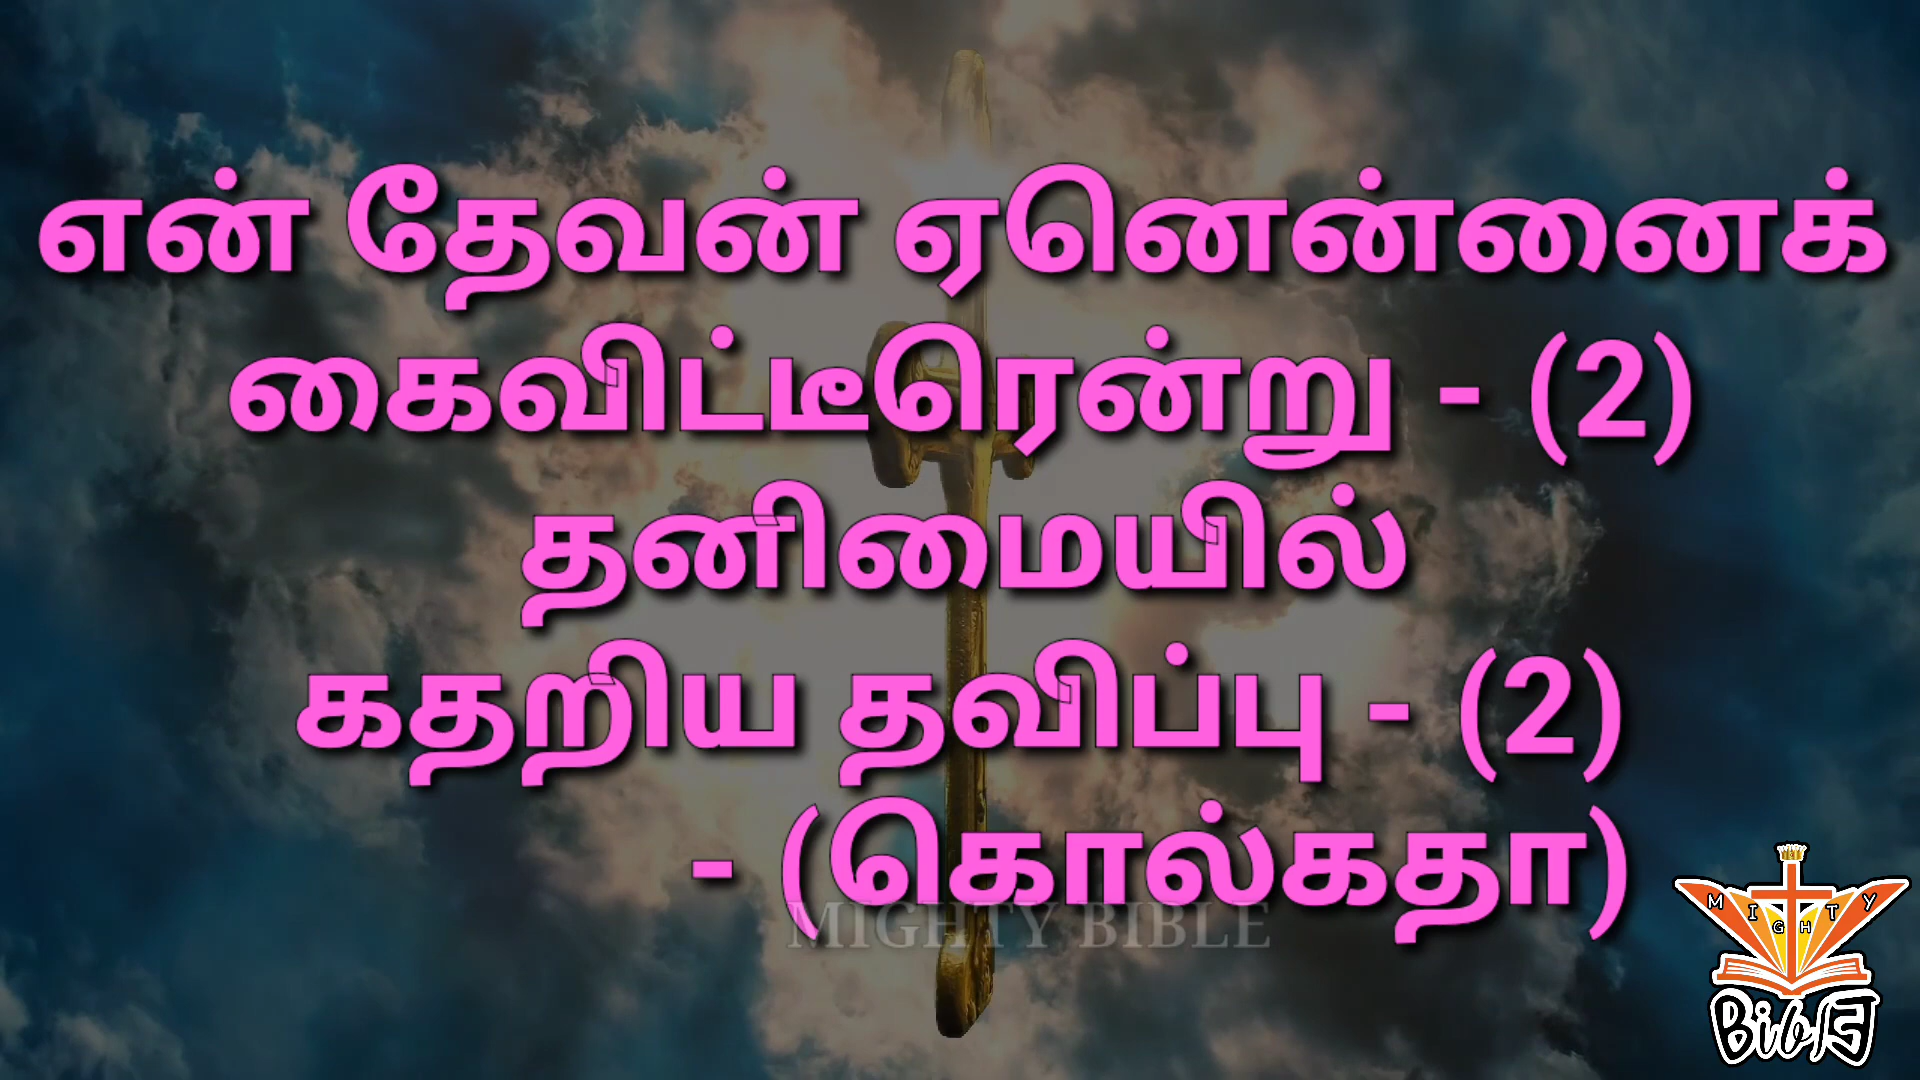 என் தேவன் ஏனென்னைக்
கைவிட்டீரென்று - (2)
தனிமையில்
கதறிய தவிப்பு - (2)
- (கொல்கதா)
MIGHTY BIBLE
MIGHTY
BiblE